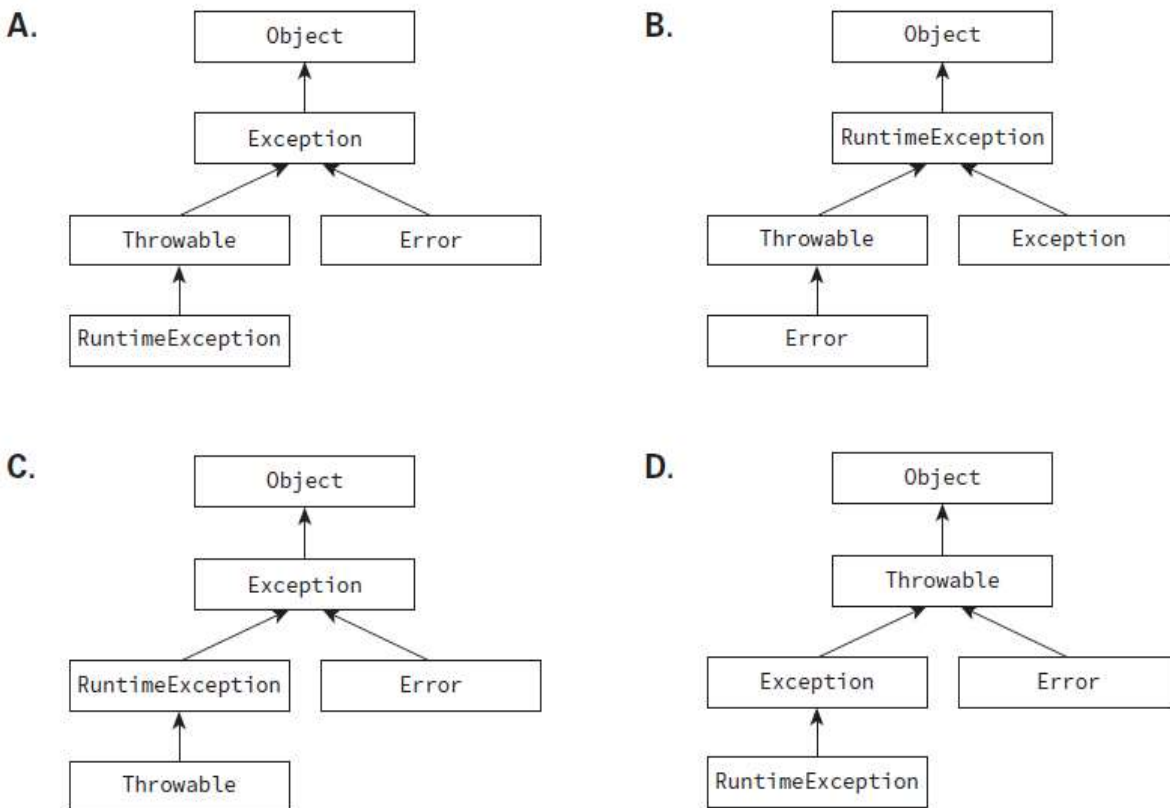 A.
Object
Exception
Throwable
Error
RuntimeException
B.
Object
RuntimeException
Throwable
Exception
Error
C.
Object
Exception
RuntimeException
Error
Throwable
D.
Object
Throwable
Exception
Error
RuntimeException